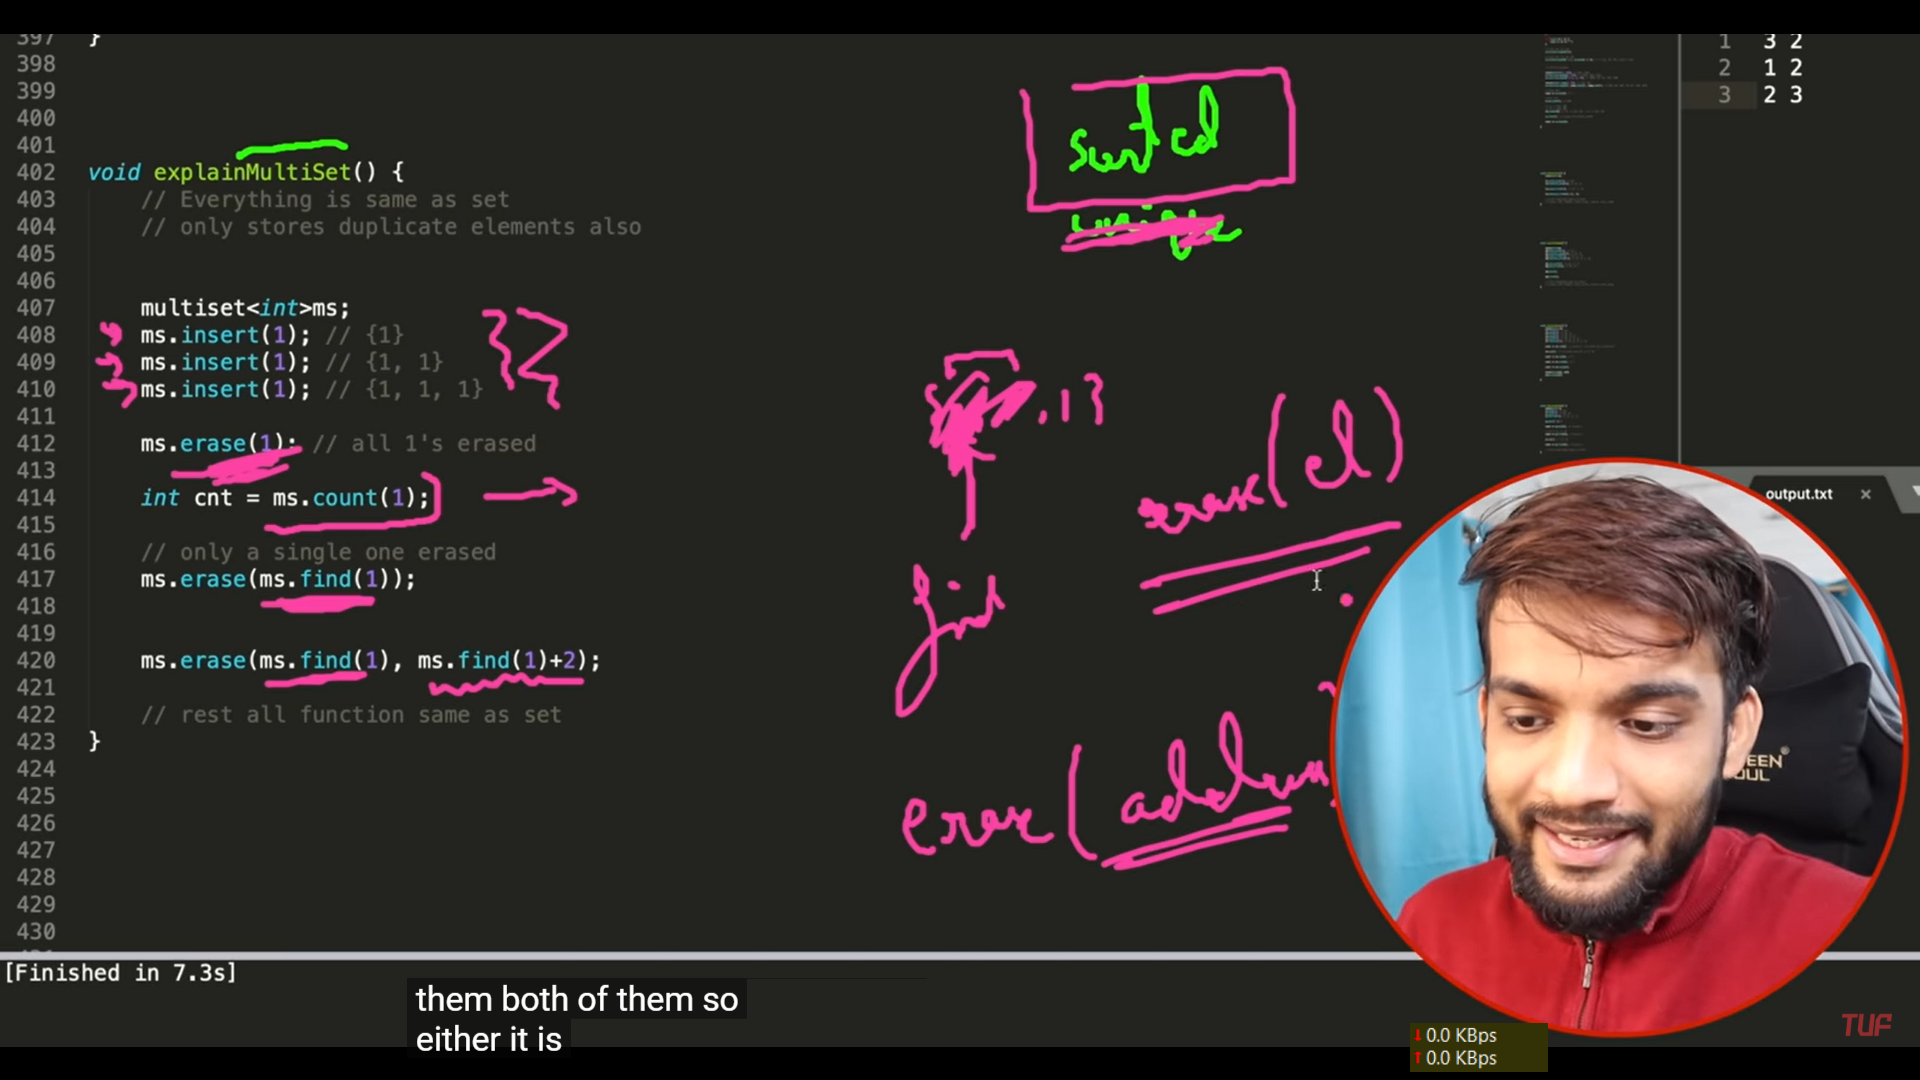 397 }
398
399
400
401
402 void explainMultiSet() {
403 // Everything is same as set
404 // only stores duplicate elements also
405
406
407 multiset<int>ms;
408 ms.insert(1); // {1}
409 ms.insert(1); // {1, 1}
410 ms.insert(1); // {1, 1, 1}
411
412 ms.erase(1); // all 1's erased
413
414 int cnt = ms.count(1);
415
416 // only a single one erased
417 ms.erase(ms.find(1));
418
419
420 ms.erase(ms.find(1), ms.find(1)+2);
421
422 // rest all function same as set
423 }
424
425
426
427
428
429
430
1 3 2
2 1 2
3 2 3
sorted
unique
,1}
erase(el)
find
erase(
output.txt ×
EEN
OUL
[Finished in 7.3s]
them both of them so
either it is
0.0 KBps
0.0 KBps
TUF